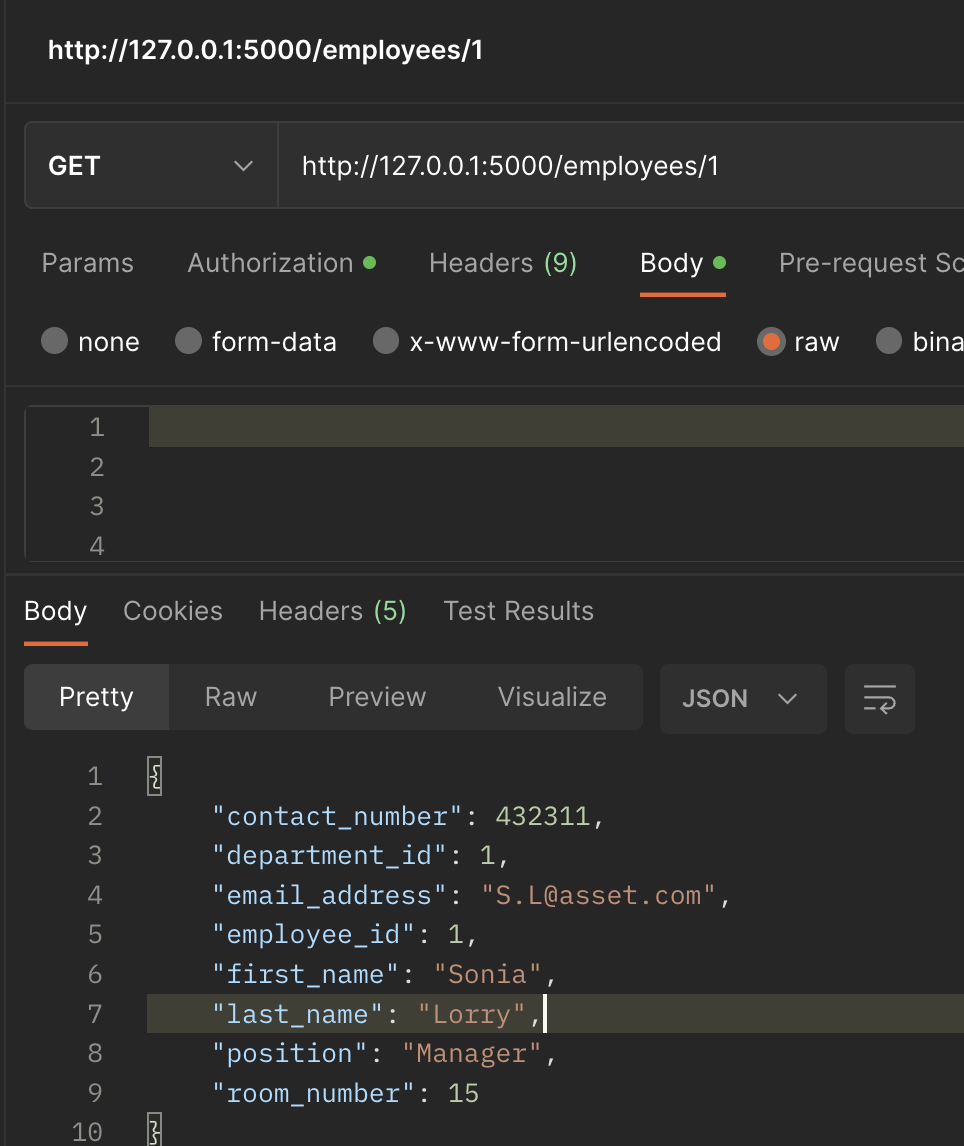 http://127.0.0.1:5000/employees/1
GET http://127.0.0.1:5000/employees/1
Params Authorization Headers (9) Body Pre-request Sc
none form-data x-www-form-urlencoded raw bina
1
2
3
4
Body Cookies Headers (5) Test Results
Pretty Raw Preview Visualize JSON
1 {
2 "contact_number": 432311,
3 "department_id": 1,
4 "email_address": "S.L@asset.com",
5 "employee_id": 1,
6 "first_name": "Sonia",
7 "last_name": "Lorry",
8 "position": "Manager",
9 "room_number": 15
10 }